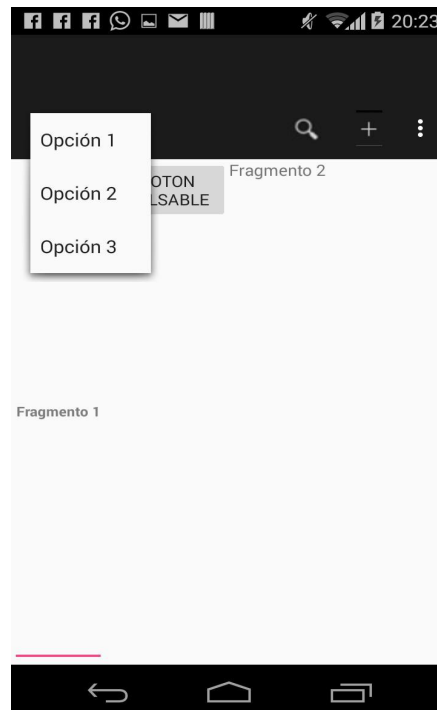 20:23
Opción 1
Opción 2
Opción 3
OTON
LSABLE
Fragmento 2
Fragmento 1